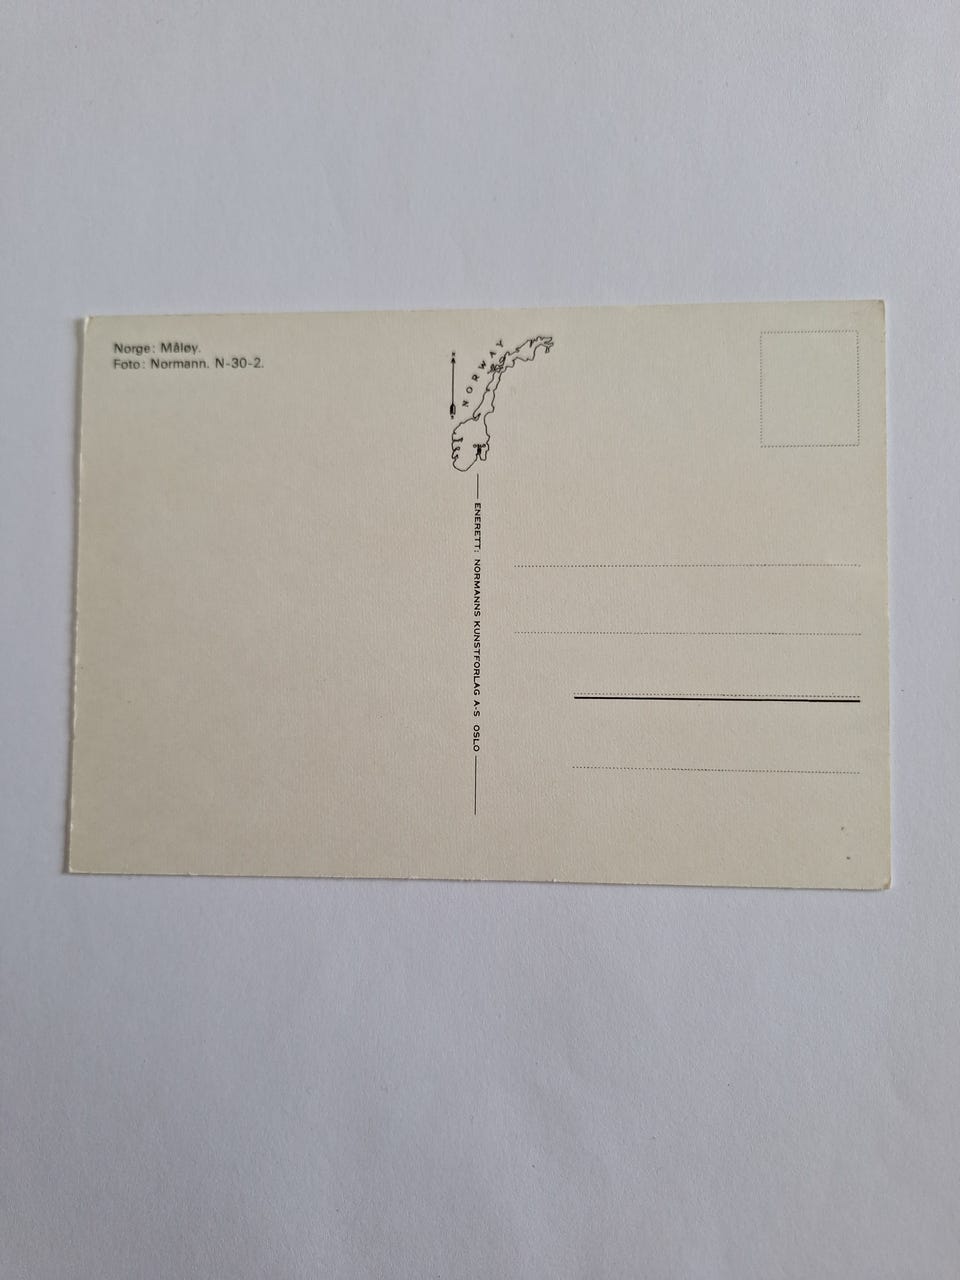 Norge: Måløy.
Foto: Normann. N-30-2.
NORWAY
ENERETT: NORMANNS KUNSTFORLAG A-S OSLO